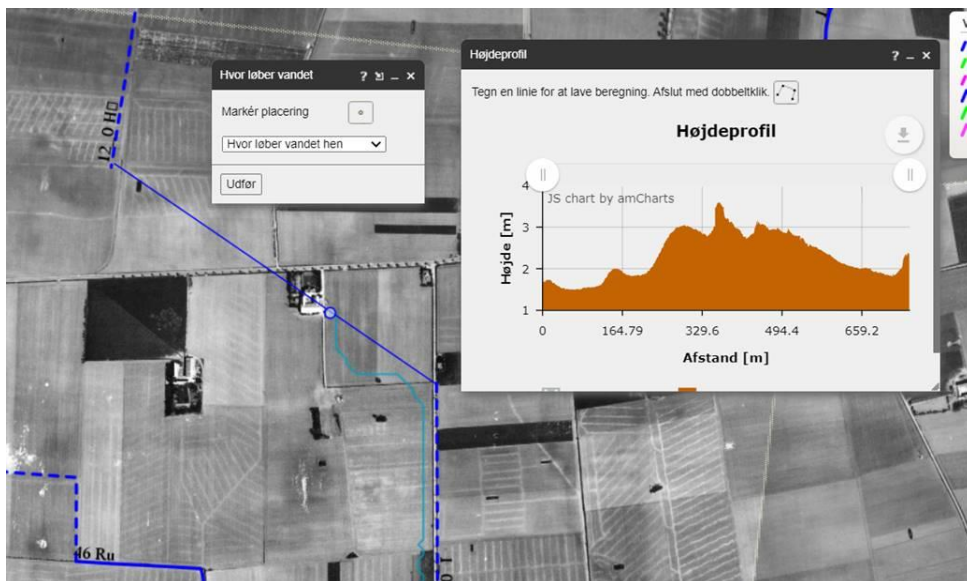 12 0 HO
Hvor løber vandet
Markér placering
Hvor løber vandet hen
Udfør
Højdeprofil
Tegn en linie for at lave beregning. Afslut med dobbeltklik.
Højdeprofil
JS chart by amCharts
Højde [m]
4
3
2
1
0
164.79
329.6
494.4
659.2
Afstand [m]
46 Ru